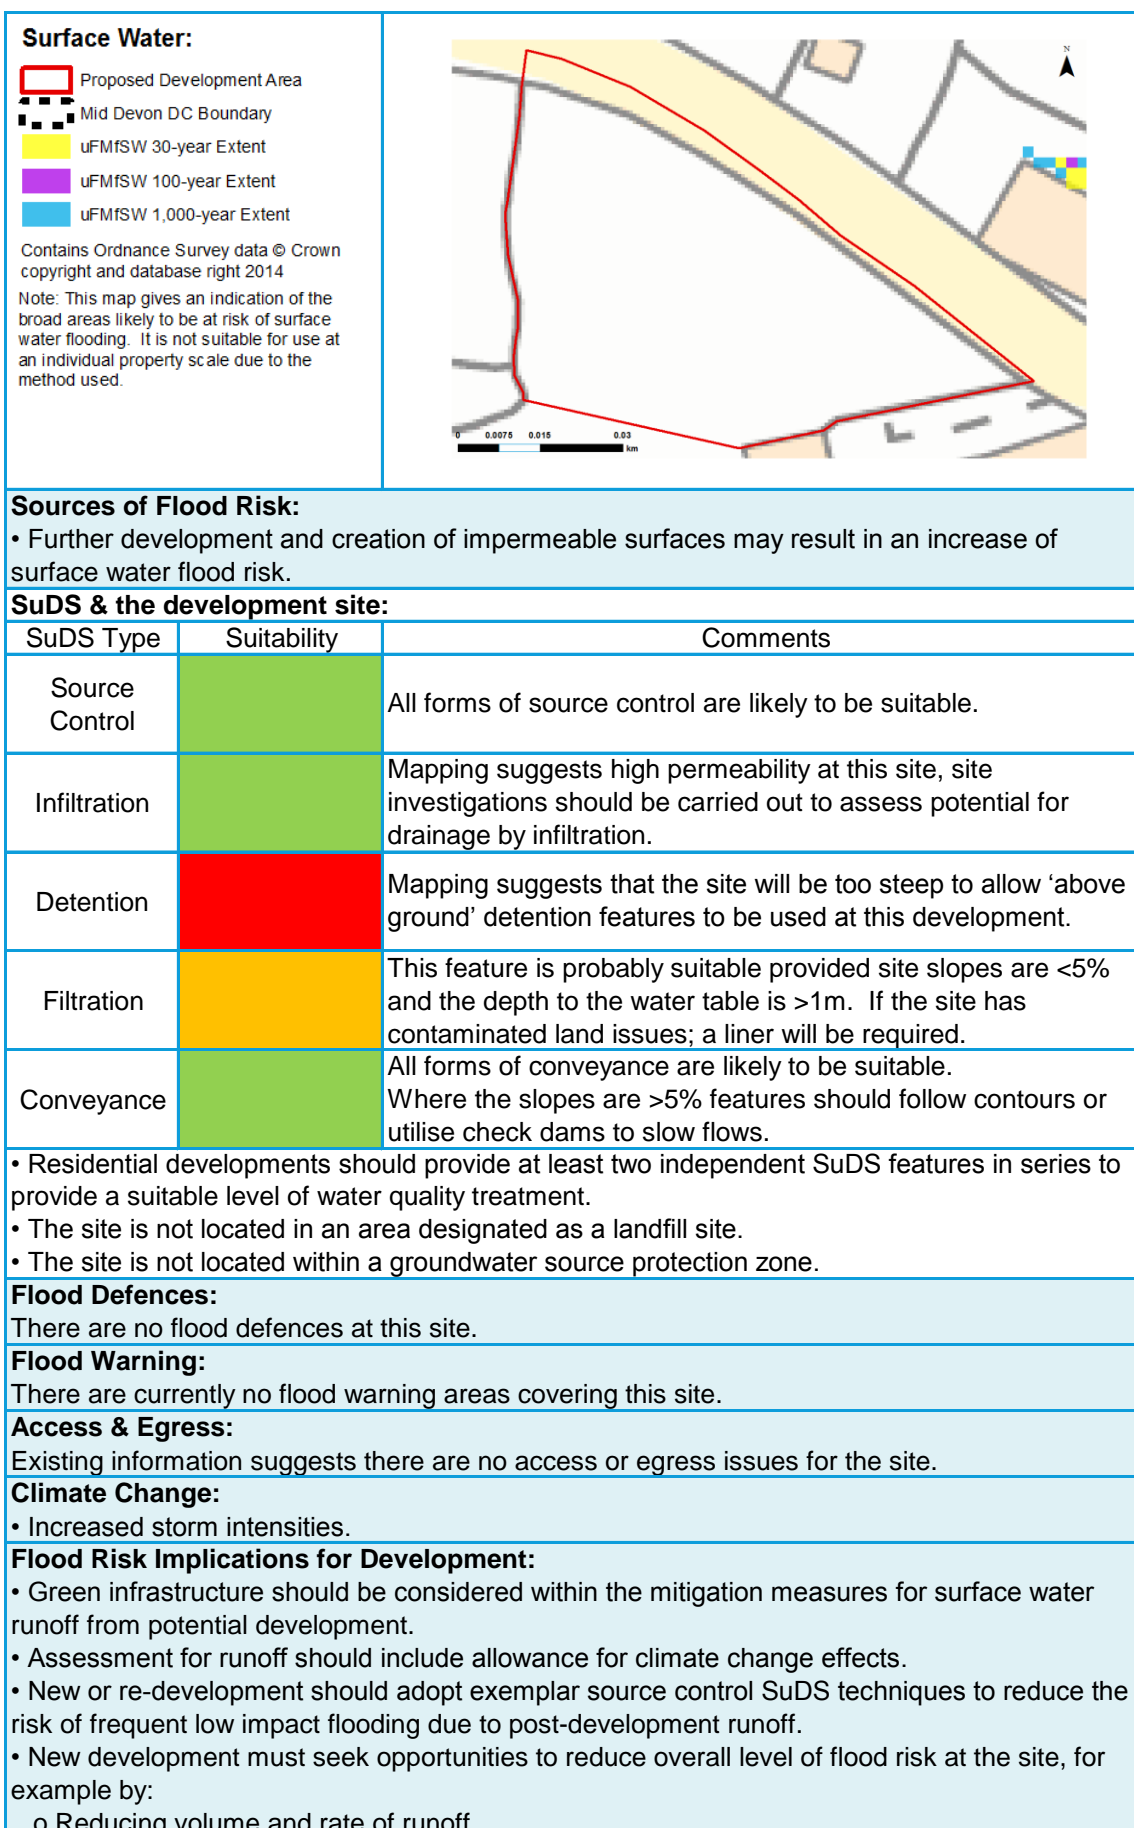 Surface Water:
Proposed Development Area
Mid Devon DC Boundary
uFMfSW 30-year Extent
uFMfSW 100-year Extent
uFMfSW 1,000-year Extent
Contains Ordnance Survey data © Crown
copyright and database right 2014
Note: This map gives an indication of the
broad areas likely to be at risk of surface
water flooding.  It is not suitable for use at
an individual property scale due to the
method used.
N
0 0.0075 0.015 0.03
km
Sources of Flood Risk:
• Further development and creation of impermeable surfaces may result in an increase of
surface water flood risk.
SuDS & the development site:
SuDS Type Suitability Comments
Source
Control
All forms of source control are likely to be suitable.
Infiltration
Mapping suggests high permeability at this site, site
investigations should be carried out to assess potential for
drainage by infiltration.
Detention
Mapping suggests that the site will be too steep to allow ‘above
ground’ detention features to be used at this development.
Filtration
This feature is probably suitable provided site slopes are <5%
and the depth to the water table is >1m.  If the site has
contaminated land issues; a liner will be required.
Conveyance
All forms of conveyance are likely to be suitable.
Where the slopes are >5% features should follow contours or
utilise check dams to slow flows.
• Residential developments should provide at least two independent SuDS features in series to
provide a suitable level of water quality treatment.
• The site is not located in an area designated as a landfill site.
• The site is not located within a groundwater source protection zone.
Flood Defences:
There are no flood defences at this site.
Flood Warning:
There are currently no flood warning areas covering this site.
Access & Egress:
Existing information suggests there are no access or egress issues for the site.
Climate Change:
• Increased storm intensities.
Flood Risk Implications for Development:
• Green infrastructure should be considered within the mitigation measures for surface water
runoff from potential development.
• Assessment for runoff should include allowance for climate change effects.
• New or re-development should adopt exemplar source control SuDS techniques to reduce the
risk of frequent low impact flooding due to post-development runoff.
• New development must seek opportunities to reduce overall level of flood risk at the site, for
example by:
o Reducing volume and rate of runoff